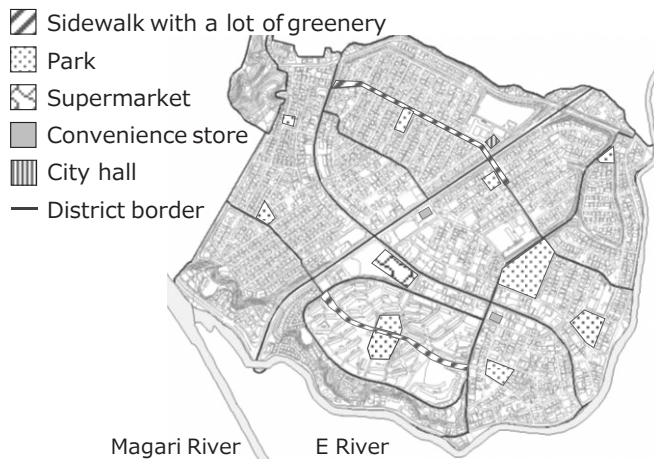 Sidewalk with a lot of greenery
Park
Supermarket
Convenience store
City hall
District border
Magari River
E River